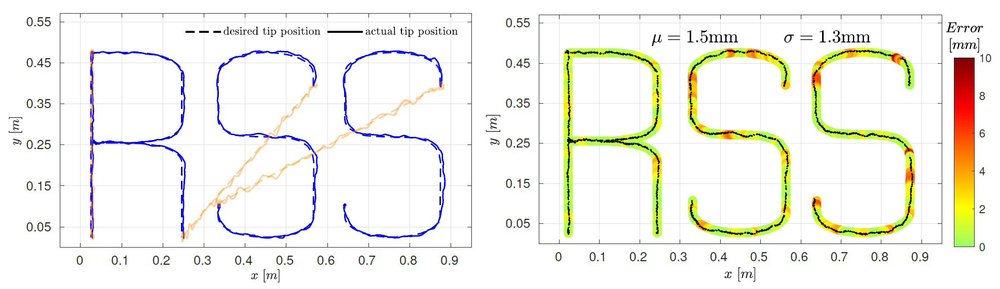 desired tip position actual tip position
0.55
0.45
0.35
0.25
0.15
0.05
y [m]
0 0.1 0.2 0.3 0.4 0.5 0.6 0.7 0.8 0.9
x [m]
RSS
μ = 1.5mm σ = 1.3mm
0.55
0.45
0.35
0.25
0.15
0.05
y [m]
0 0.1 0.2 0.3 0.4 0.5 0.6 0.7 0.8 0.9
x [m]
RSS
Error
[mm]
10
8
6
4
2
0